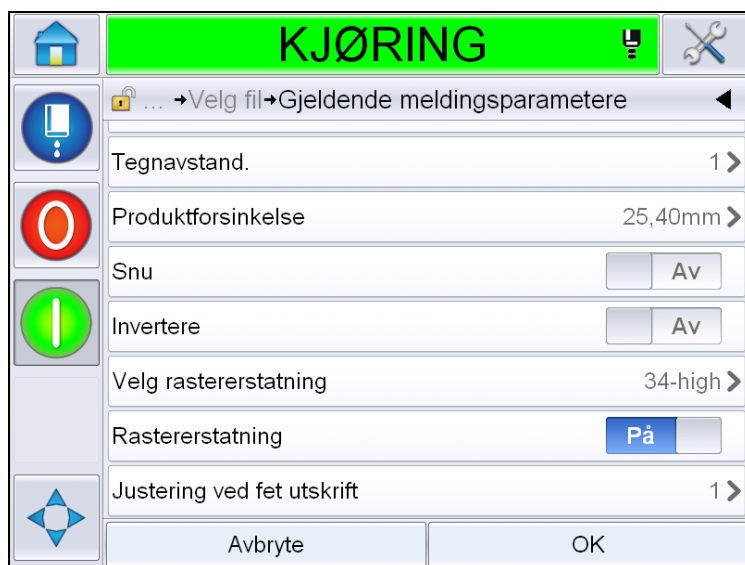 KJØRING
... →Velg fil→Gjeldende meldingsparametere
Tegnavstand. 1
Produktforsinkelse 25,40mm
Snu Av
Invertere Av
Velg rastererstatning 34-high
Rastererstatning På
Justering ved fet utskrift 1
Avbryte OK